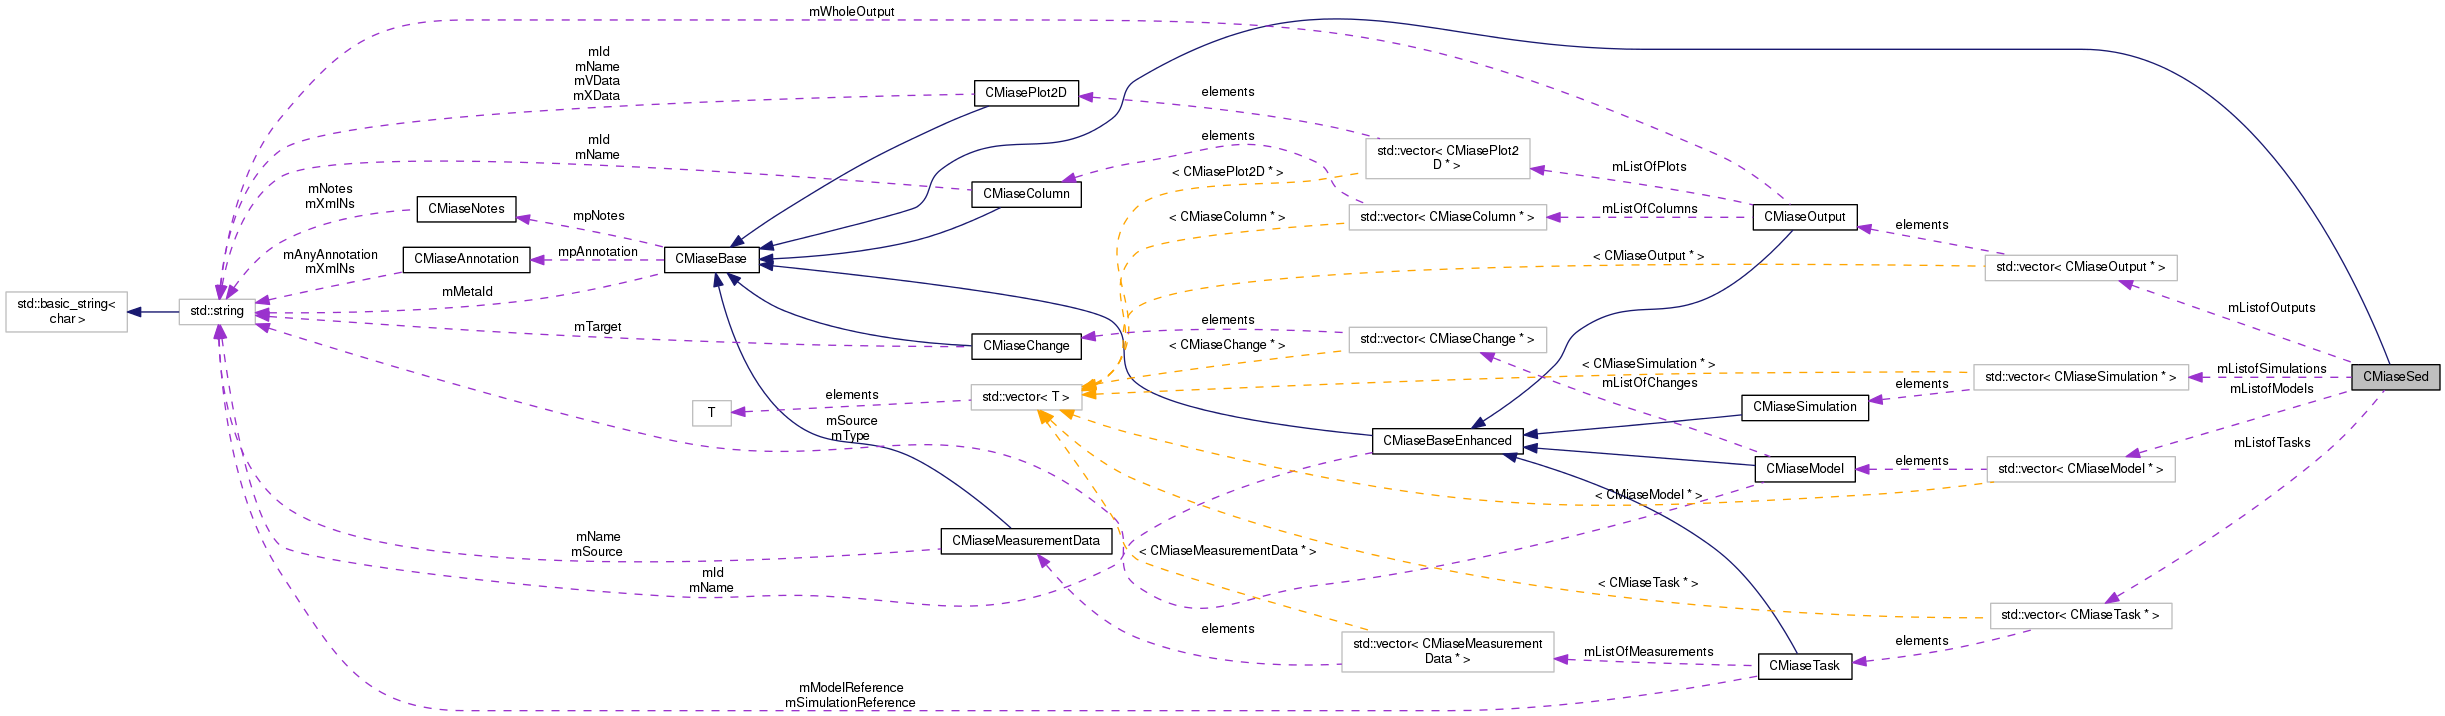 mWholeOutput
mId
mName
mVData
mXData
CMiasePlot2D
elements
mId
mName
elements
std::vector< CMiasePlot2
D * >
mListOfPlots
< CMiasePlot2D * >
CMiaseColumn
mNotes
mXmlNs
CMiaseNotes
mpNotes
< CMiaseColumn * >
std::vector< CMiaseColumn * >
mListOfColumns
CMiaseOutput
elements
mAnyAnnotation
mXmlNs
CMiaseAnnotation
mpAnnotation
CMiaseBase
< CMiaseOutput * >
std::vector< CMiaseOutput * >
mMetaId
std::basic_string<
char >
std::string
mListofOutputs
mTarget
CMiaseChange
elements
< CMiaseChange * >
std::vector< CMiaseChange * >
< CMiaseSimulation * >
std::vector< CMiaseSimulation * >
mListofSimulations
mListofModels
CMiaseSed
mListOfChanges
elements
T
elements
std::vector< T >
CMiaseSimulation
mSource
mType
CMiaseBaseEnhanced
mListofTasks
CMiaseModel
elements
std::vector< CMiaseModel * >
< CMiaseModel * >
mName
mSource
CMiaseMeasurementData
< CMiaseMeasurementData * >
mId
mName
< CMiaseTask * >
std::vector< CMiaseTask * >
elements
std::vector< CMiaseMeasurement
Data * >
mListOfMeasurements
CMiaseTask
elements
mModelReference
mSimulationReference